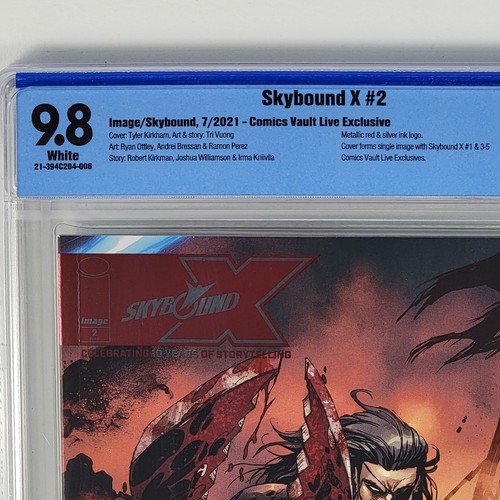 Skybound X #2
9.8
White
21-394C204-006
Image/Skybound, 7/2021 - Comics Vault Live Exclusive
Cover: Tyler Kirkham, Art & story: Tri Vuong
Art: Ryan Ottley, Andrei Bressan & Ramon Perez
Story: Robert Kirkman, Joshua Williamson & Irma Kniivila
Metallic red & silver ink logo.
Cover forms single image with Skybound X #1 & 3-5
Comics Vault Live Exclusives.
image
2
SKYBOUND X
CELEBRATING 10 YEARS OF STORYTELLING